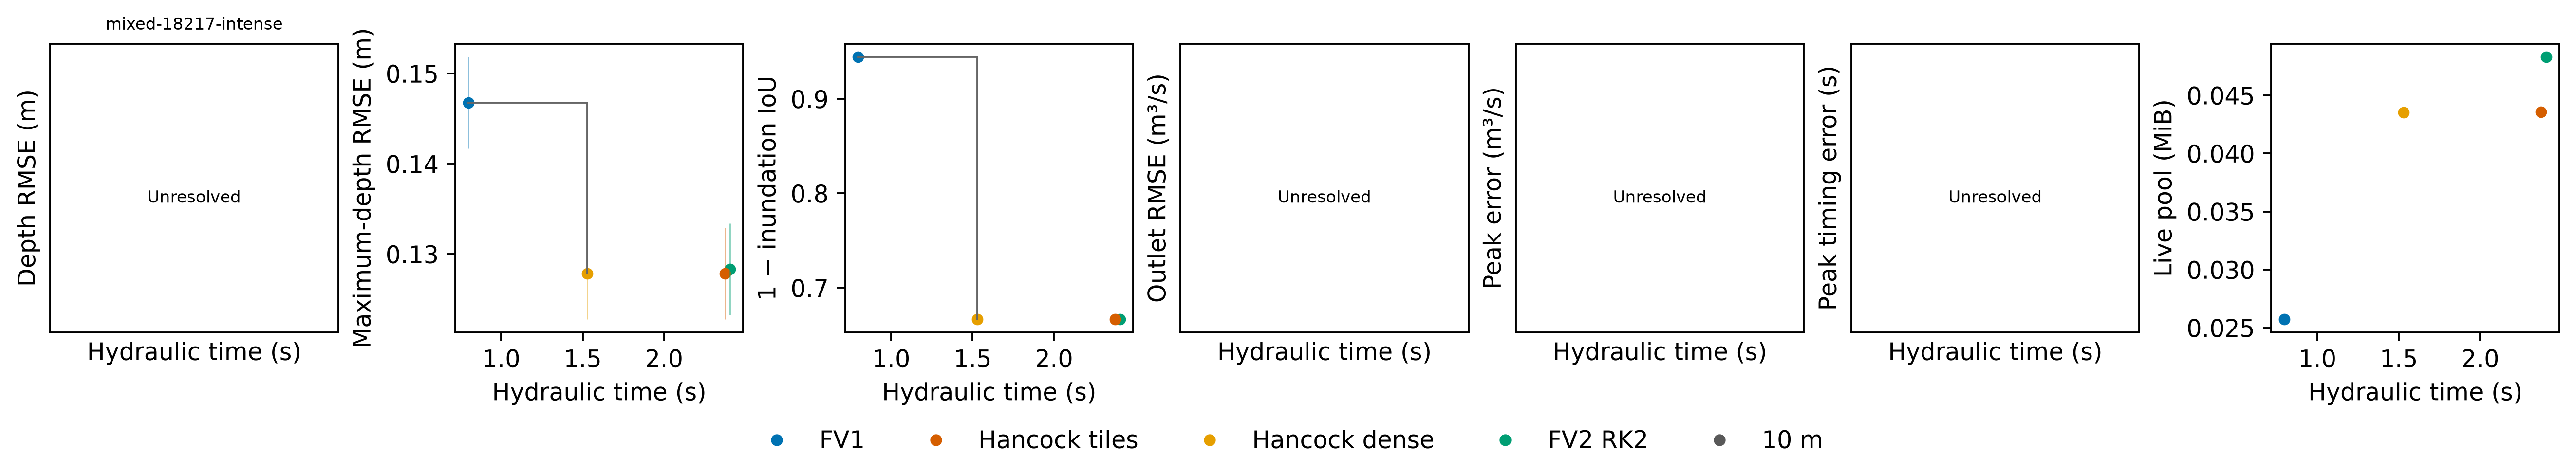 mixed-18217-intense
Depth RMSE (m)
Unresolved
Hydraulic time (s)
Maximum-depth RMSE (m)
0.15
0.14
0.13
1.0 1.5 2.0
Hydraulic time (s)
1 − inundation IoU
0.9
0.8
0.7
1.0 1.5 2.0
Hydraulic time (s)
Outlet RMSE (m³/s)
Unresolved
Hydraulic time (s)
Peak error (m³/s)
Unresolved
Hydraulic time (s)
Peak timing error (s)
Unresolved
Hydraulic time (s)
Live pool (MiB)
0.045
0.040
0.035
0.030
0.025
1.0 1.5 2.0
Hydraulic time (s)
FV1 Hancock tiles Hancock dense FV2 RK2 10 m